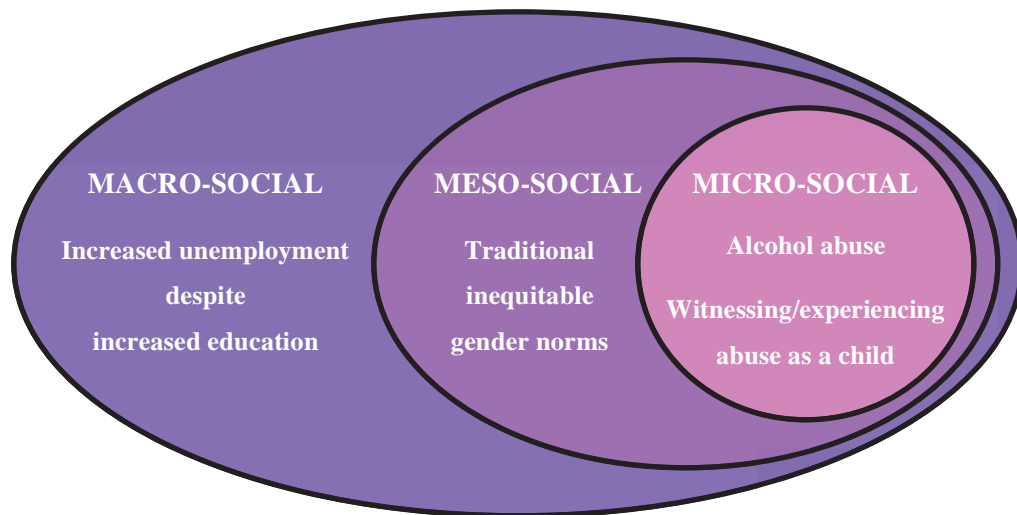 MACRO-SOCIAL
Increased unemployment
despite
increased education
MESO-SOCIAL
Traditional
inequitable
gender norms
MICRO-SOCIAL
Alcohol abuse
Witnessing/experiencing
abuse as a child